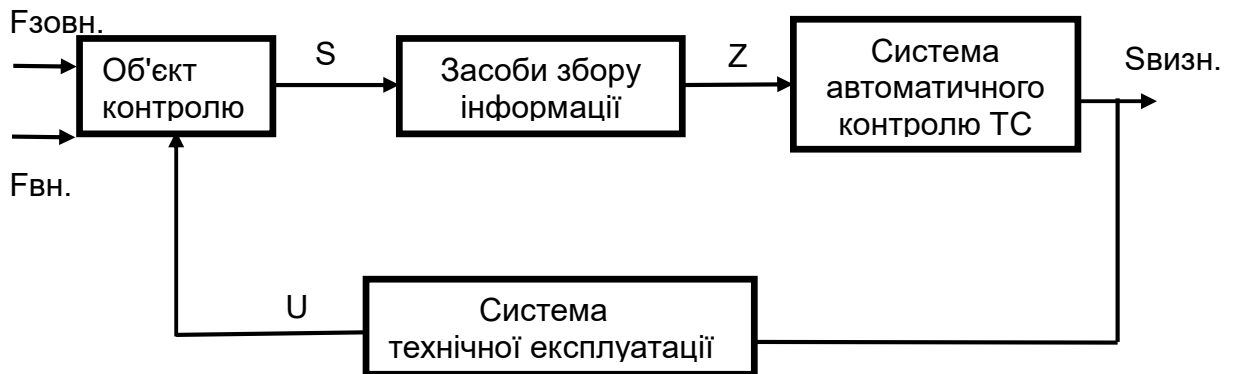 Fзовн.
Об'єкт
контролю
S
Засоби збору
інформації
Z
Система
автоматичного
контролю ТС
Sвизн.
Fвн.
U
Система
технічної експлуатації